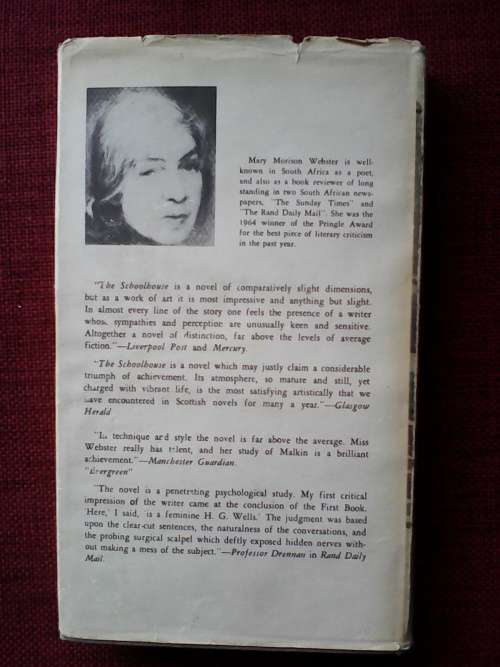 Mary Morison Webster is well-
known in South Africa as a poet,
and also as a book reviewer of long
standing in two South African news-
papers, "The Sunday Times" and
"The Rand Daily Mail". She was the
1964 winner of the Pringle Award
for the best piece of literary criticism
in the past year.
"The Schoolhouse is a novel of comparatively slight dimensions,
but as a work of art it is most impressive and anything but slight.
In almost every line of the story one feels the presence of a writer
whose sympathies and perception are unusually keen and sensitive.
Altogether a novel of distinction, far above the levels of average
fiction."—Liverpool Post and Mercury.
"The Schoolhouse is a novel which may justly claim a considerable
triumph of achievement. Its atmosphere, so mature and still, yet
charged with vibrant life, is the most satisfying artistically that we
have encountered in Scottish novels for many a year."—Glasgow
Herald
"In technique and style the novel is far above the average. Miss
Webster really has talent, and her study of Malkin is a brilliant
achievement."—Manchester Guardian.
"Evergreen"
"The novel is a penetrating psychological study. My first critical
impression of the writer came at the conclusion of the First Book.
'Here,' I said, 'is a feminine H. G. Wells.' The judgment was based
upon the clear-cut sentences, the naturalness of the conversations, and
the probing surgical scalpel which deftly exposed hidden nerves with-
out making a mess of the subject."—Professor Drennan in Rand Daily
Mail.